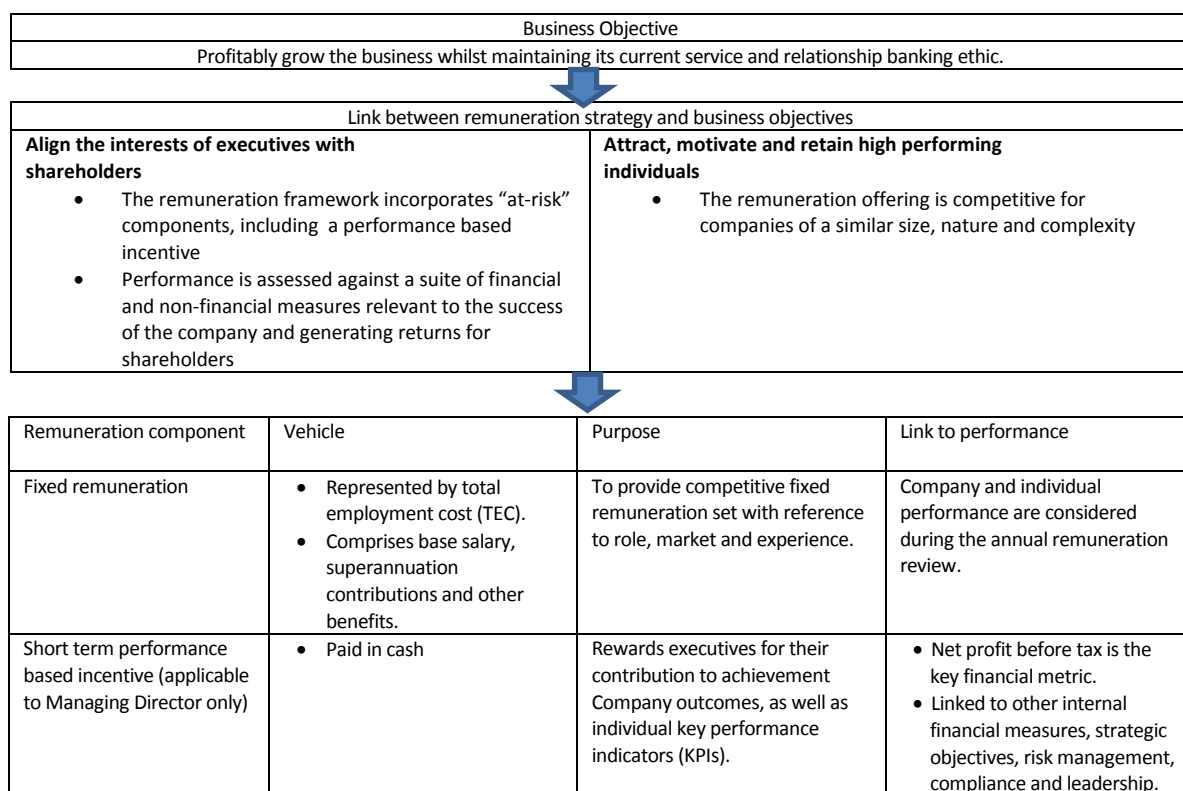 Business Objective
Profitably grow the business whilst maintaining its current service and relationship banking ethic.
Link between remuneration strategy and business objectives
Align the interests of executives with
shareholders
• The remuneration framework incorporates “at-risk”
components, including a performance based
incentive
• Performance is assessed against a suite of financial
and non-financial measures relevant to the success
of the company and generating returns for
shareholders
Attract, motivate and retain high performing
individuals
• The remuneration offering is competitive for
companies of a similar size, nature and complexity
Remuneration component
Vehicle
Purpose
Link to performance
Fixed remuneration
• Represented by total
employment cost (TEC).
• Comprises base salary,
superannuation
contributions and other
benefits.
To provide competitive fixed
remuneration set with reference
to role, market and experience.
Company and individual
performance are considered
during the annual remuneration
review.
Short term performance
based incentive (applicable
to Managing Director only)
• Paid in cash
Rewards executives for their
contribution to achievement
Company outcomes, as well as
individual key performance
indicators (KPIs).
• Net profit before tax is the
key financial metric.
• Linked to other internal
financial measures, strategic
objectives, risk management,
compliance and leadership.